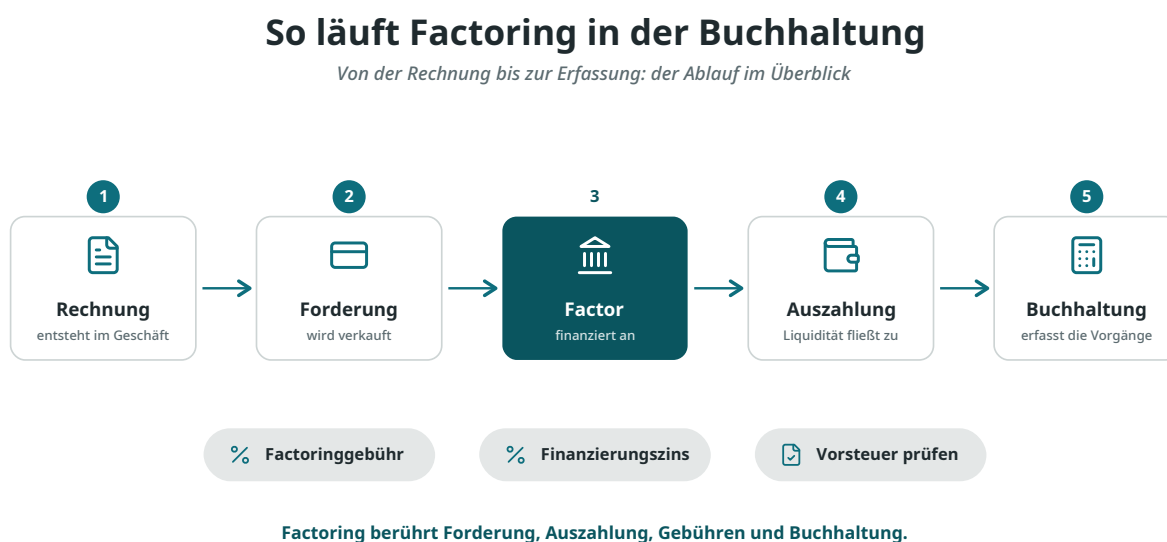 So läuft Factoring in der Buchhaltung
Von der Rechnung bis zur Erfassung: der Ablauf im Überblick
1
Rechnung
entsteht im Geschäft
2
Forderung
wird verkauft
3
Factor
finanziert an
4
Auszahlung
Liquidität fließt zu
5
Buchhaltung
erfasst die Vorgänge
Factoringgebühr
Finanzierungszins
Vorsteuer prüfen
Factoring berührt Forderung, Auszahlung, Gebühren und Buchhaltung.